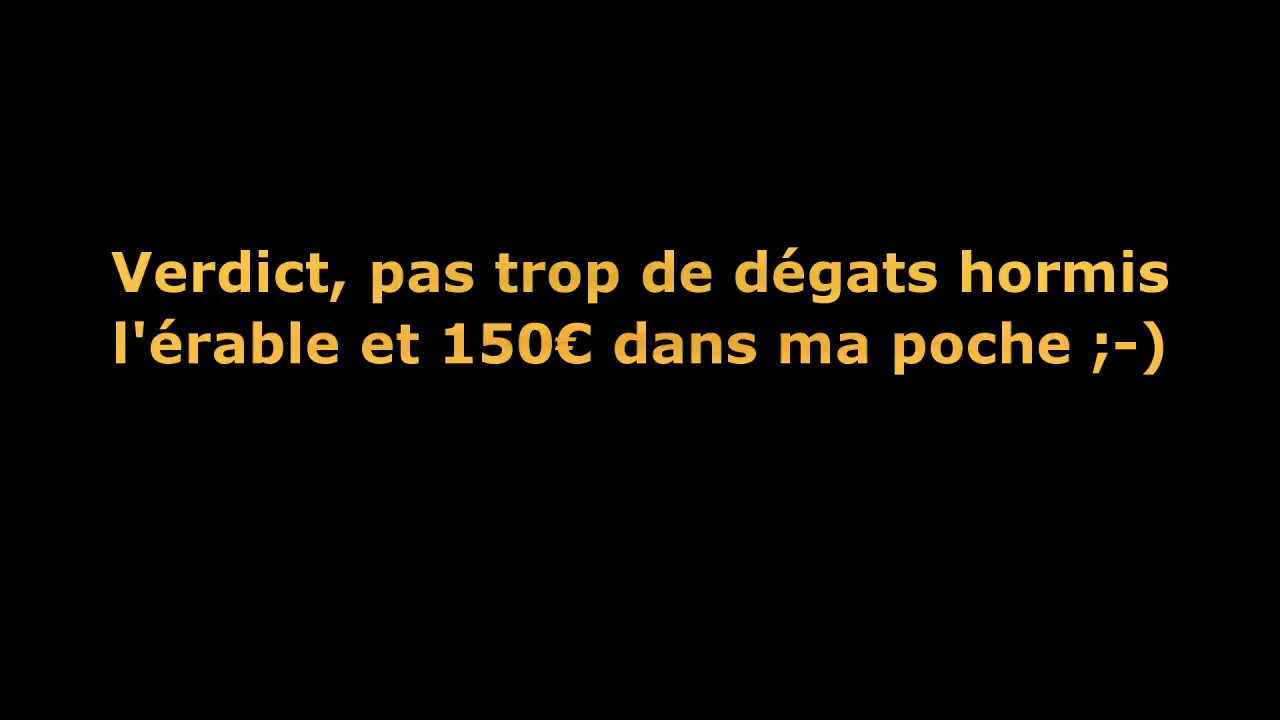 Verdict, pas trop de dégats hormis
l'érable et 150€ dans ma poche ;-)